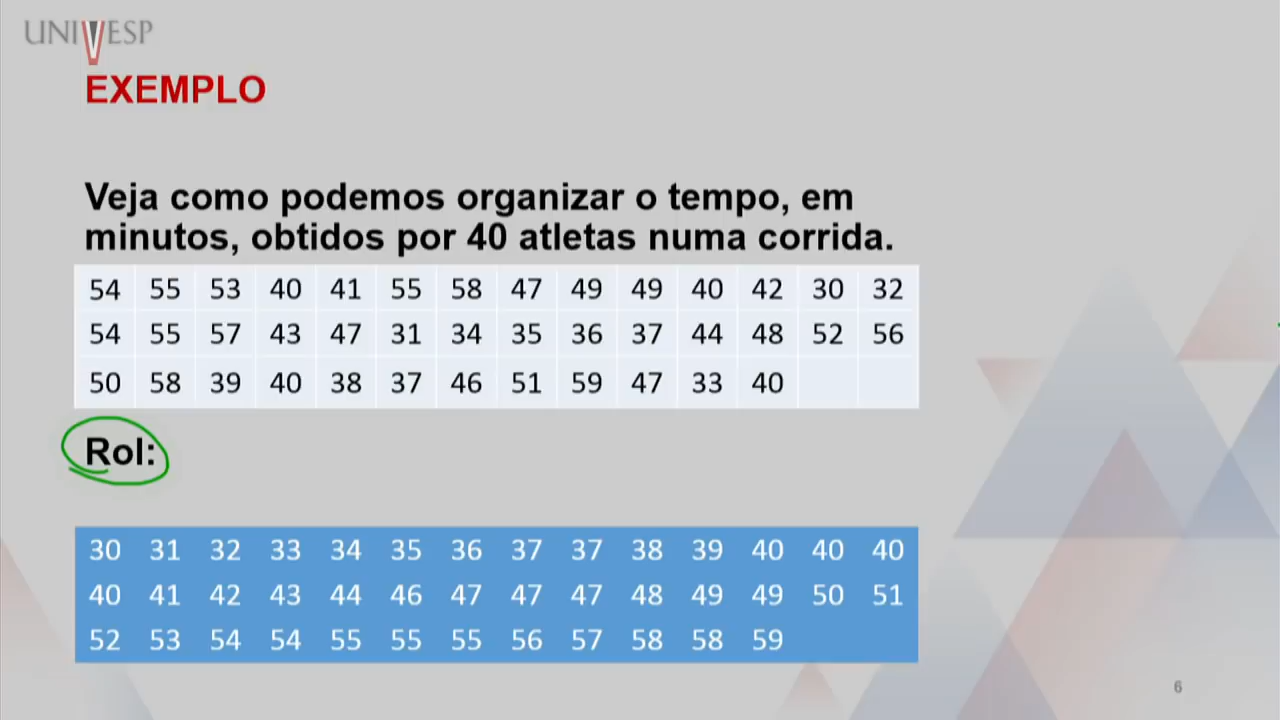 UNIVESP
EXEMPLO
Veja como podemos organizar o tempo, em
minutos, obtidos por 40 atletas numa corrida.
54 55 53 40 41 55 58 47 49 49 40 42 30 32
54 55 57 43 47 31 34 35 36 37 44 48 52 56
50 58 39 40 38 37 46 51 59 47 33 40
Rol:
30 31 32 33 34 35 36 37 37 38 39 40 40 40
40 41 42 43 44 46 47 47 47 48 49 49 50 51
52 53 54 54 55 55 55 56 57 58 58 59
6